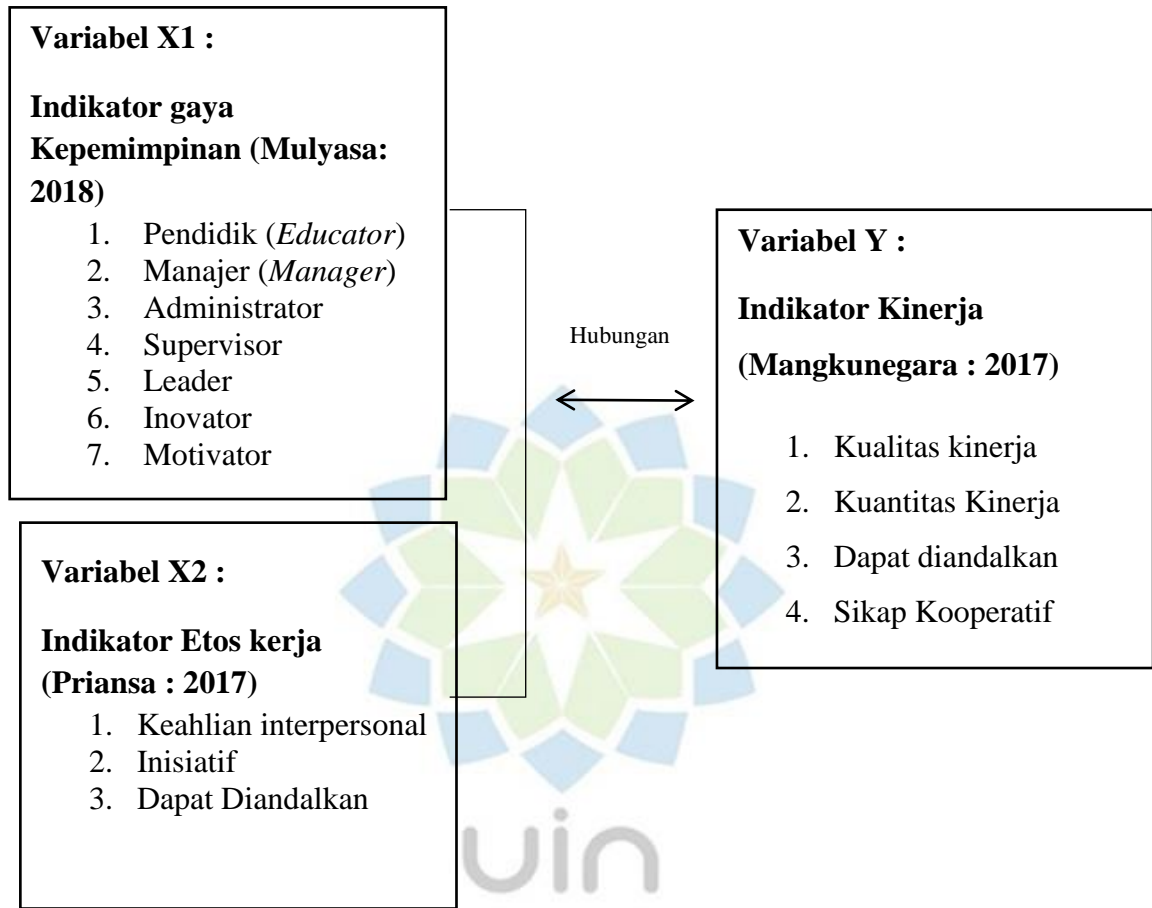 Variabel X1 :
Indikator gaya
Kepemimpinan (Mulyasa:
2018)
1. Pendidik (Educator)
2. Manajer (Manager)
3. Administrator
4. Supervisor
5. Leader
6. Inovator
7. Motivator
Variabel X2 :
Indikator Etos kerja
(Priansa : 2017)
1. Keahlian interpersonal
2. Inisiatif
3. Dapat Diandalkan
Hubungan
Variabel Y :
Indikator Kinerja
(Mangkunegara : 2017)
1. Kualitas kinerja
2. Kuantitas Kinerja
3. Dapat diandalkan
4. Sikap Kooperatif
uin